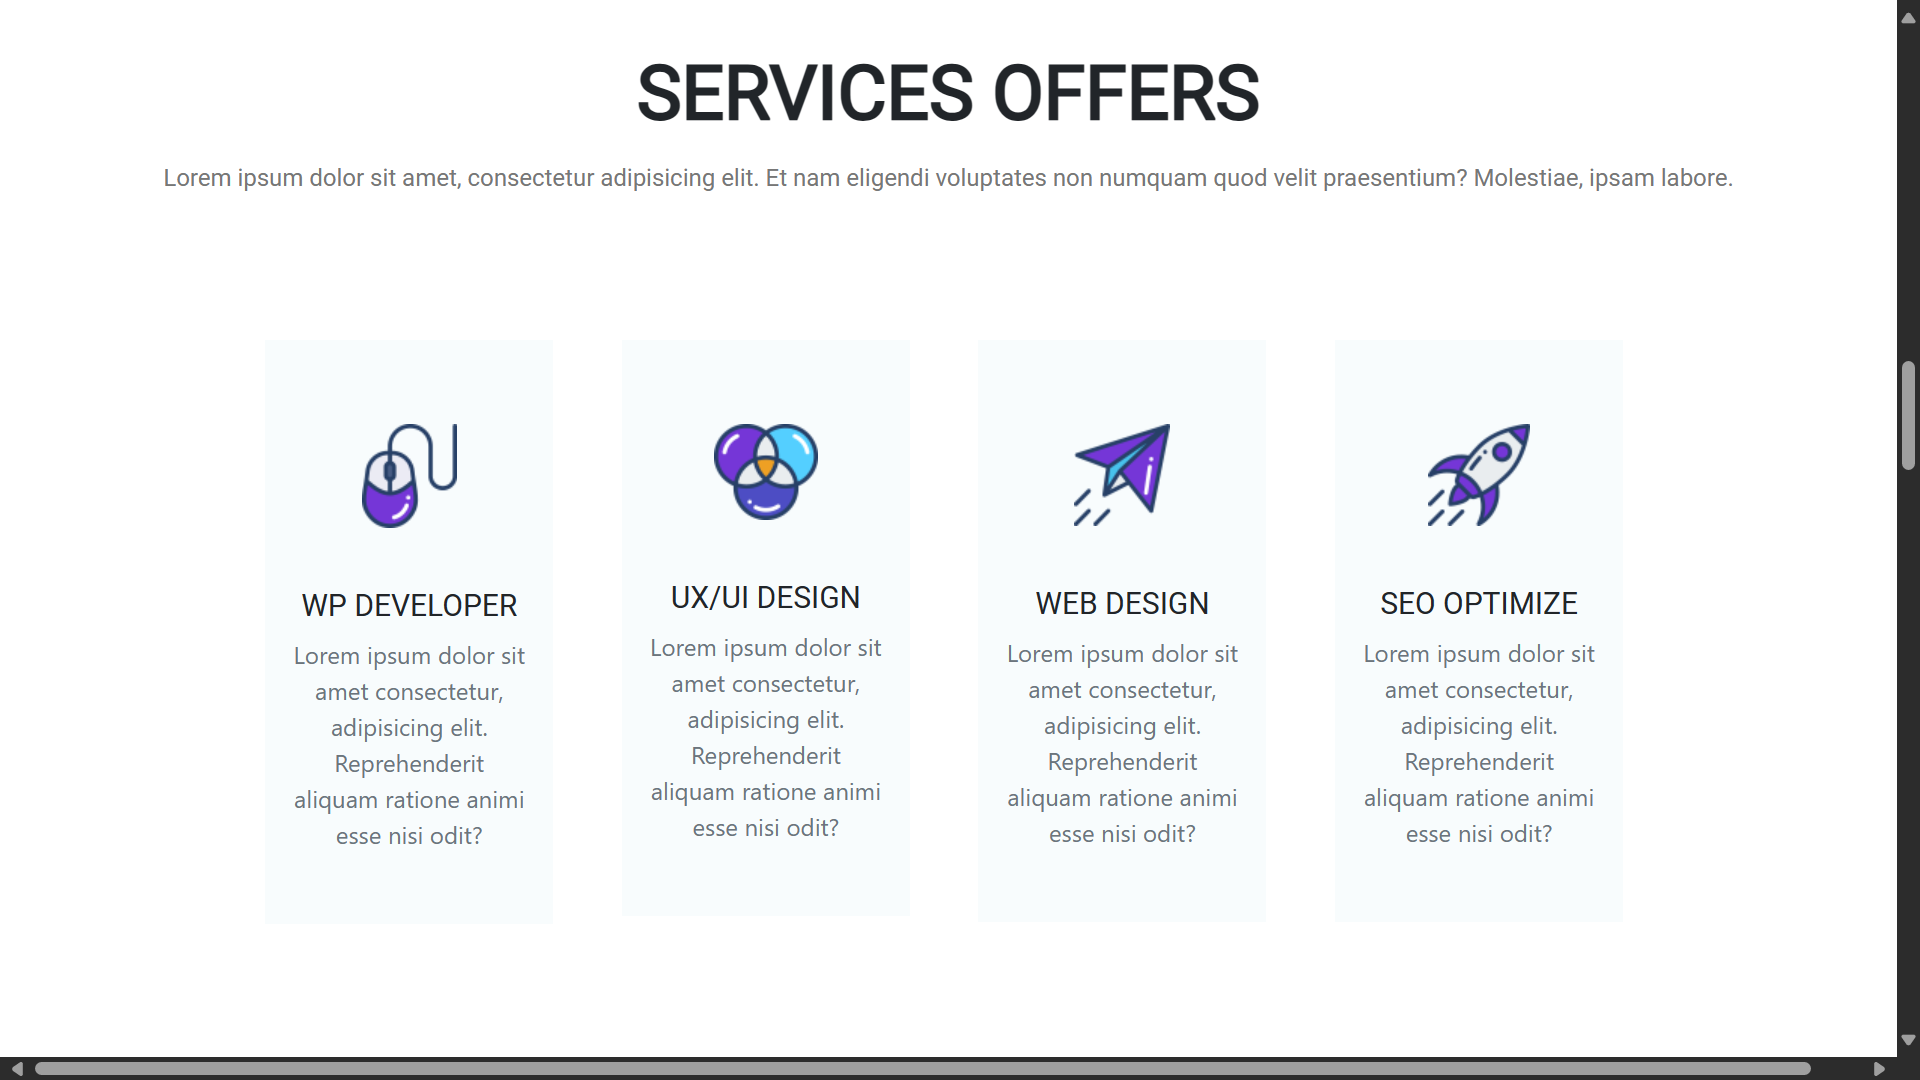 SERVICES OFFERS
Lorem ipsum dolor sit amet, consectetur adipisicing elit. Et nam eligendi voluptates non numquam quod velit praesentium? Molestiae, ipsam labore.
WP DEVELOPER
Lorem ipsum dolor sit
amet consectetur,
adipisicing elit.
Reprehenderit
aliquam ratione animi
esse nisi odit?
UX/UI DESIGN
Lorem ipsum dolor sit
amet consectetur,
adipisicing elit.
Reprehenderit
aliquam ratione animi
esse nisi odit?
WEB DESIGN
Lorem ipsum dolor sit
amet consectetur,
adipisicing elit.
Reprehenderit
aliquam ratione animi
esse nisi odit?
SEO OPTIMIZE
Lorem ipsum dolor sit
amet consectetur,
adipisicing elit.
Reprehenderit
aliquam ratione animi
esse nisi odit?